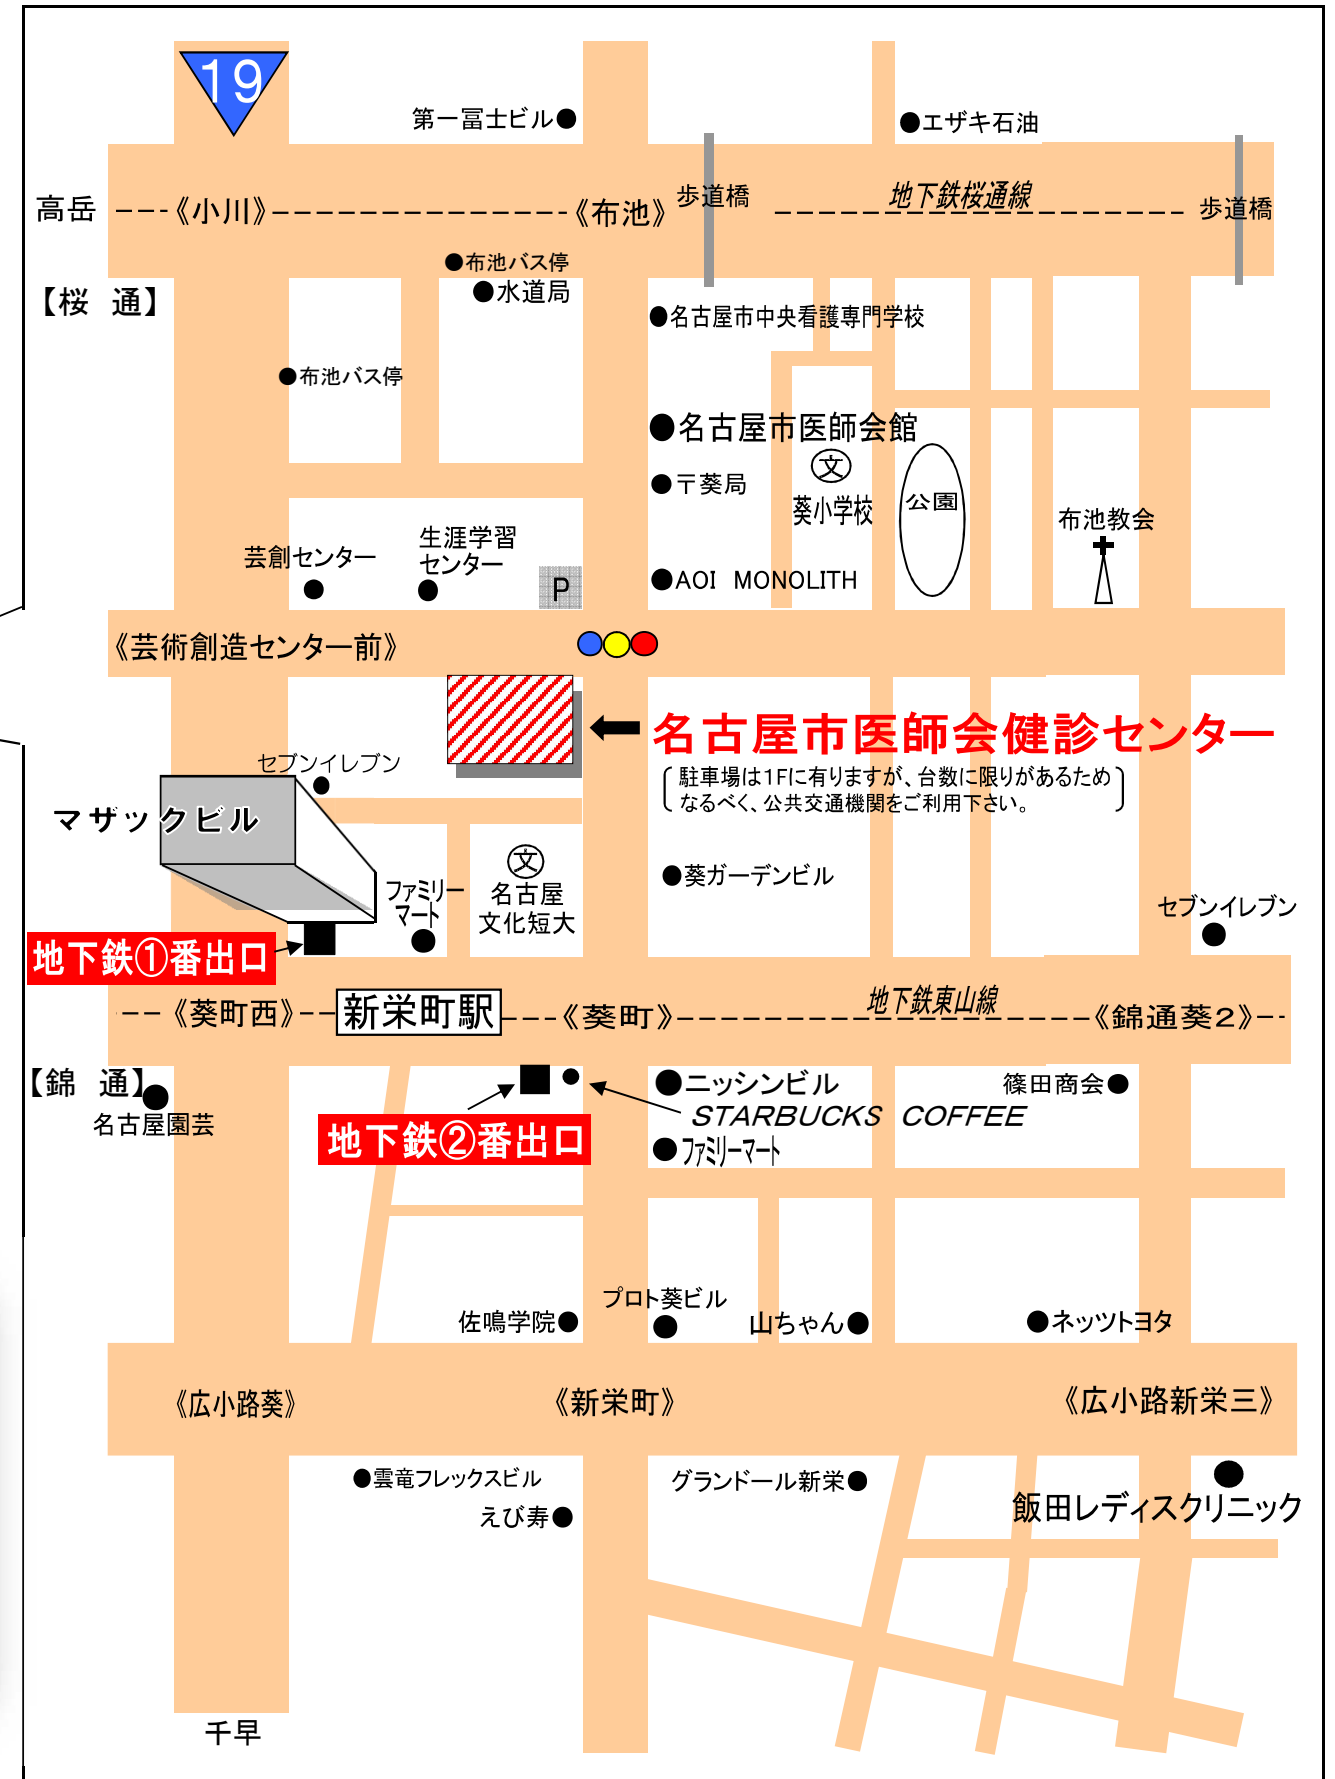 19
第一冨士ビル
エザキ石油
高岳
《小川》
《布池》
歩道橋
地下鉄桜通線
歩道橋
布池バス停
【桜 通】
水道局
名古屋市中央看護専門学校
布池バス停
名古屋市医師会館
文
〒葵局
葵小学校
公園
布池教会
生涯学習
センター
芸創センター
P
AOI MONOLITH
《芸術創造センター前》
名古屋市医師会健診センター
駐車場は1Fに有りますが、台数に限りがあるため
なるべく、公共交通機関をご利用下さい。
セブンイレブン
マザックビル
文
名古屋
文化短大
ファミリー
マート
葵ガーデンビル
セブンイレブン
地下鉄①番出口
《葵町西》
新栄町駅
《葵町》
地下鉄東山線
《錦通葵2》
【錦 通】
名古屋園芸
ニッシンビル
篠田商会
STARBUCKS COFFEE
地下鉄②番出口
ファミリーマート
プロト葵ビル
佐鳴学院
山ちゃん
ネッツトヨタ
《広小路葵》
《新栄町》
《広小路新栄三》
雲竜フレックスビル
グランドール新栄
えび寿
飯田レディスクリニック
千早